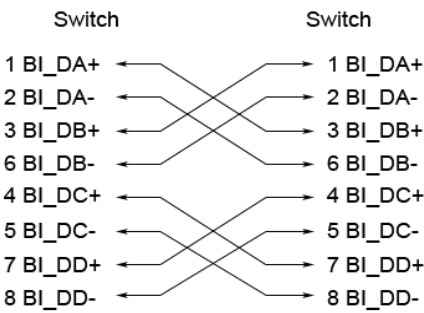 Switch Switch
1 BI_DA+ 1 BI_DA+
2 BI_DA- 2 BI_DA-
3 BI_DB+ 3 BI_DB+
6 BI_DB- 6 BI_DB-
4 BI_DC+ 4 BI_DC+
5 BI_DC- 5 BI_DC-
7 BI_DD+ 7 BI_DD+
8 BI_DD- 8 BI_DD-